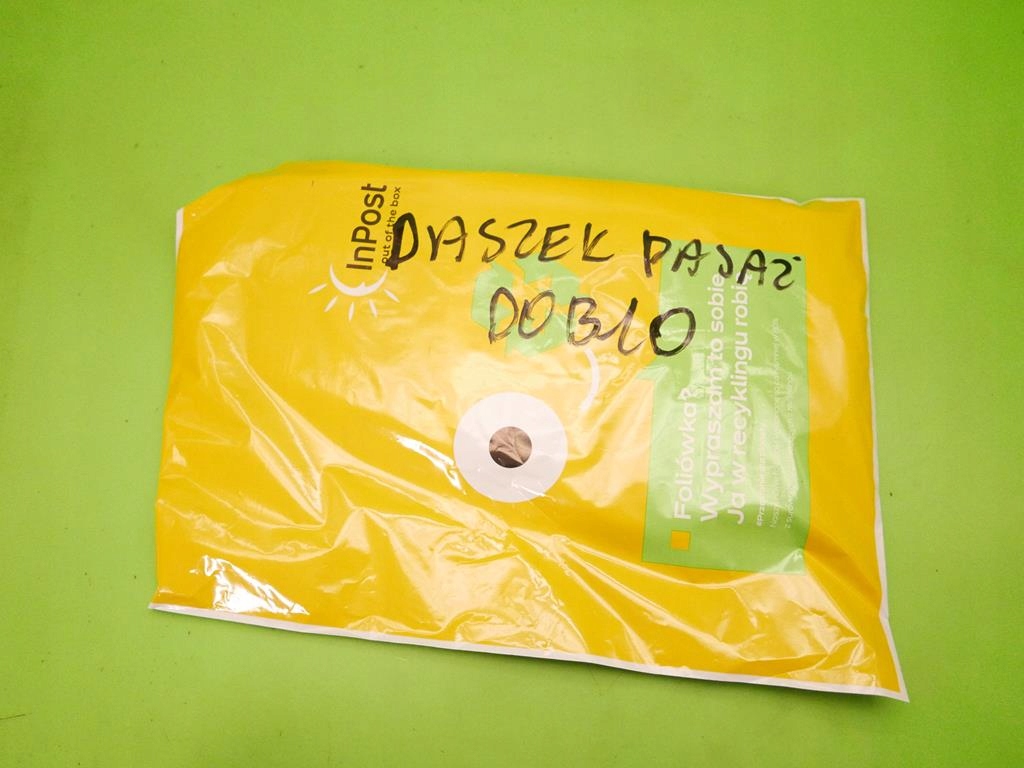 DASZEK PASAŻ
DOBLO
InPost
out of the box
Foliówka?
Wypraszam to sobie.
Ja w recyklingu robię